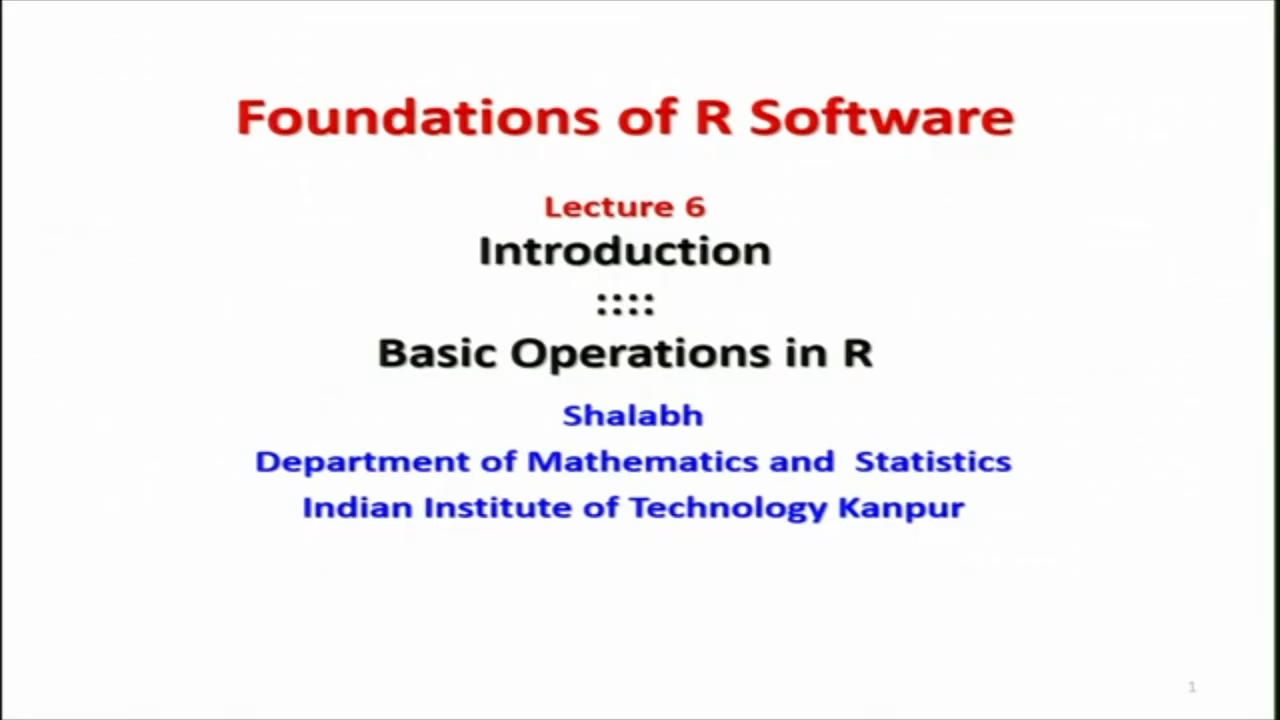 Foundations of R Software
Lecture 6
Introduction
::::
Basic Operations in R
Shalabh
Department of Mathematics and Statistics
Indian Institute of Technology Kanpur
1